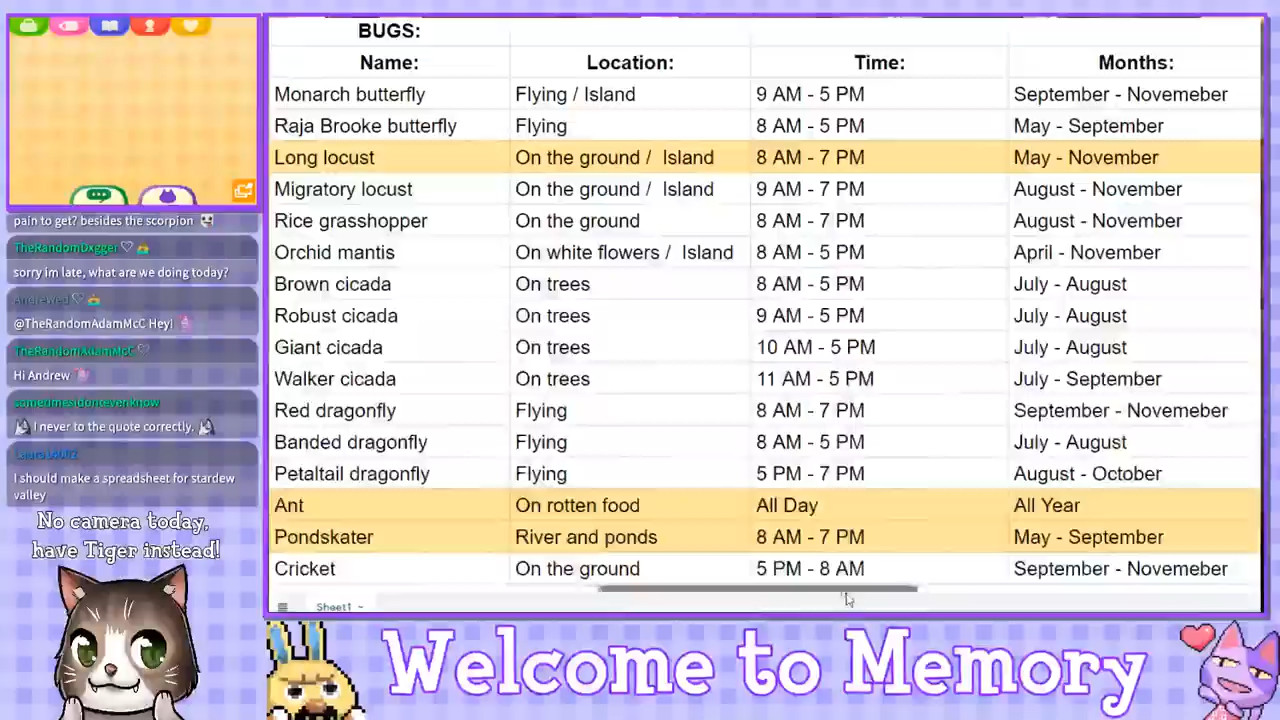 BUGS:
Name: Location: Time: Months:
Monarch butterfly Flying / Island 9 AM - 5 PM September - Novemeber
Raja Brooke butterfly Flying 8 AM - 5 PM May - September
Long locust On the ground / Island 8 AM - 7 PM May - November
Migratory locust On the ground / Island 9 AM - 7 PM August - November
Rice grasshopper On the ground 8 AM - 7 PM August - November
Orchid mantis On white flowers / Island 8 AM - 5 PM April - November
Brown cicada On trees 8 AM - 5 PM July - August
Robust cicada On trees 9 AM - 5 PM July - August
Giant cicada On trees 10 AM - 5 PM July - August
Walker cicada On trees 11 AM - 5 PM July - September
Red dragonfly Flying 8 AM - 7 PM September - Novemeber
Banded dragonfly Flying 8 AM - 5 PM July - August
Petaltail dragonfly Flying 5 PM - 7 PM August - October
Ant On rotten food All Day All Year
Pondskater River and ponds 8 AM - 7 PM May - September
Cricket On the ground 5 PM - 8 AM September - Novemeber
Sheet1
pain to get? besides the scorpion
TheRandomDxgger
sorry im late, what are we doing today?
Andrewed
@TheRandomAdamMcC Hey!
TheRandomAdamMcC
Hi Andrew
sometimesidontevenknow
I never to the quote correctly.
I should make a spreadsheet for stardew
valley
No camera today,
have Tiger instead!
Welcome to Memory